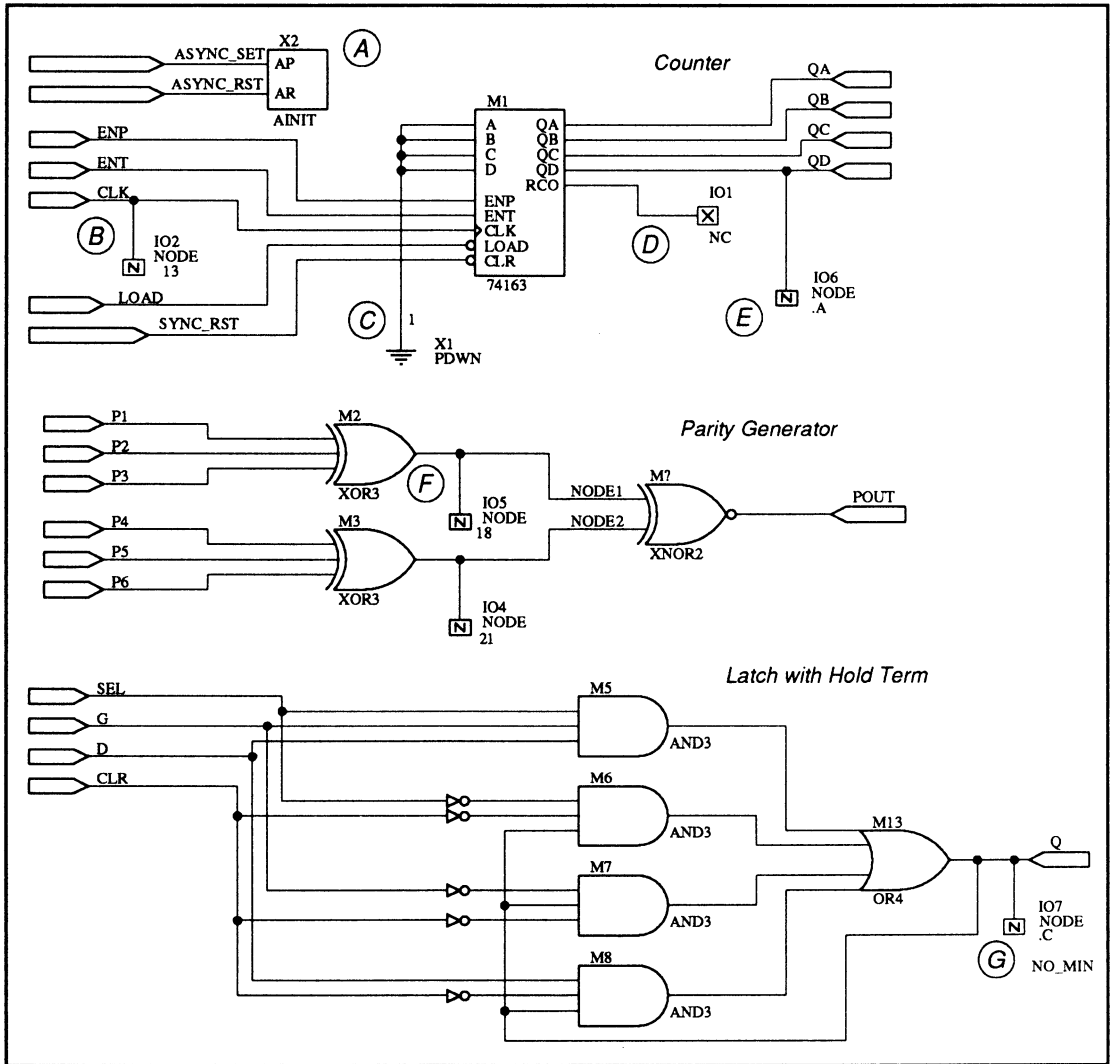 X2
ASYNC_SET
AP
ASYNC_RST
AR
AINIT
A
Counter
ENP
ENT
CLK
B
IO2
NODE
13
LOAD
SYNC_RST
M1
A QA
B QB
C QC
D QD
RCO
ENP
ENT
CLK
LOAD
CLR
74163
QA
QB
QC
QD
IO1
X
NC
D
N
C
1
X1
PDWN
E
N
IO6
NODE
.A
Parity Generator
P1
P2
P3
M2
XOR3
F
IO5
NODE
18
N
P4
P5
P6
M3
XOR3
IO4
NODE
21
N
NODE1
NODE2
M?
XNOR2
POUT
Latch with Hold Term
SEL
G
D
CLR
M5
AND3
M6
AND3
M7
AND3
M8
AND3
M13
OR4
Q
IO7
NODE
.C
N
G
NO_MIN